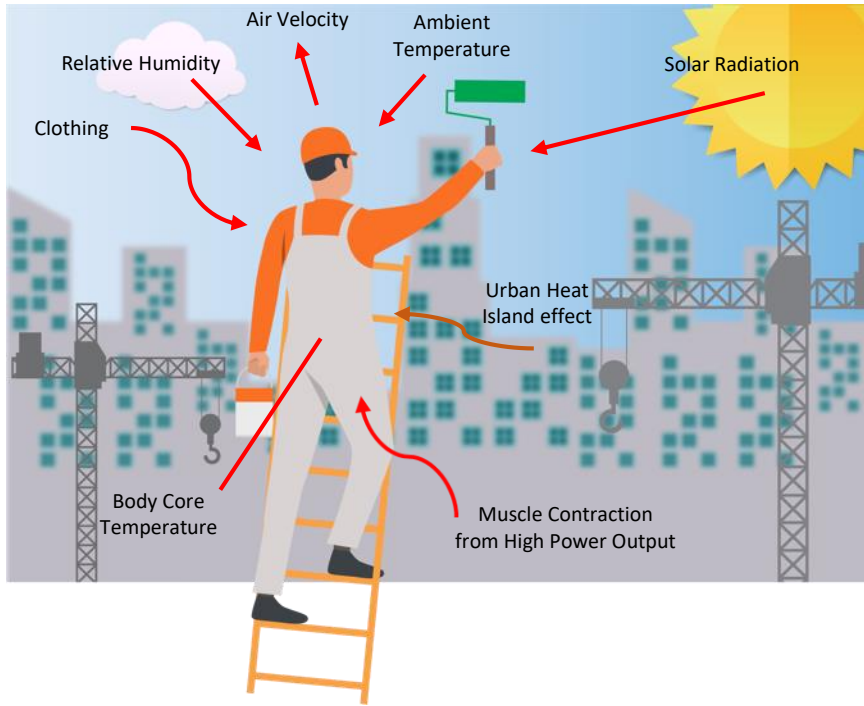 Air Velocity
Ambient
Temperature
Relative Humidity
Solar Radiation
Clothing
Urban Heat
Island effect
Body Core
Temperature
Muscle Contraction
from High Power Output